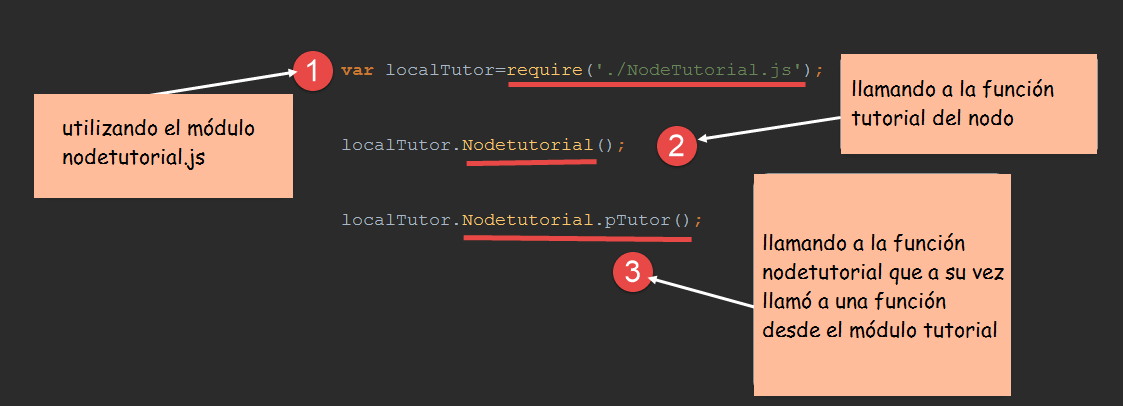 1
var localTutor=require('./NodeTutorial.js');
utilizando el módulo
nodetutorial.js
llamando a la función
tutorial del nodo
localTutor.Nodetutorial();
2
localTutor.Nodetutorial.pTutor();
3
llamando a la función
nodetutorial que a su vez
llamó a una función
desde el módulo tutorial